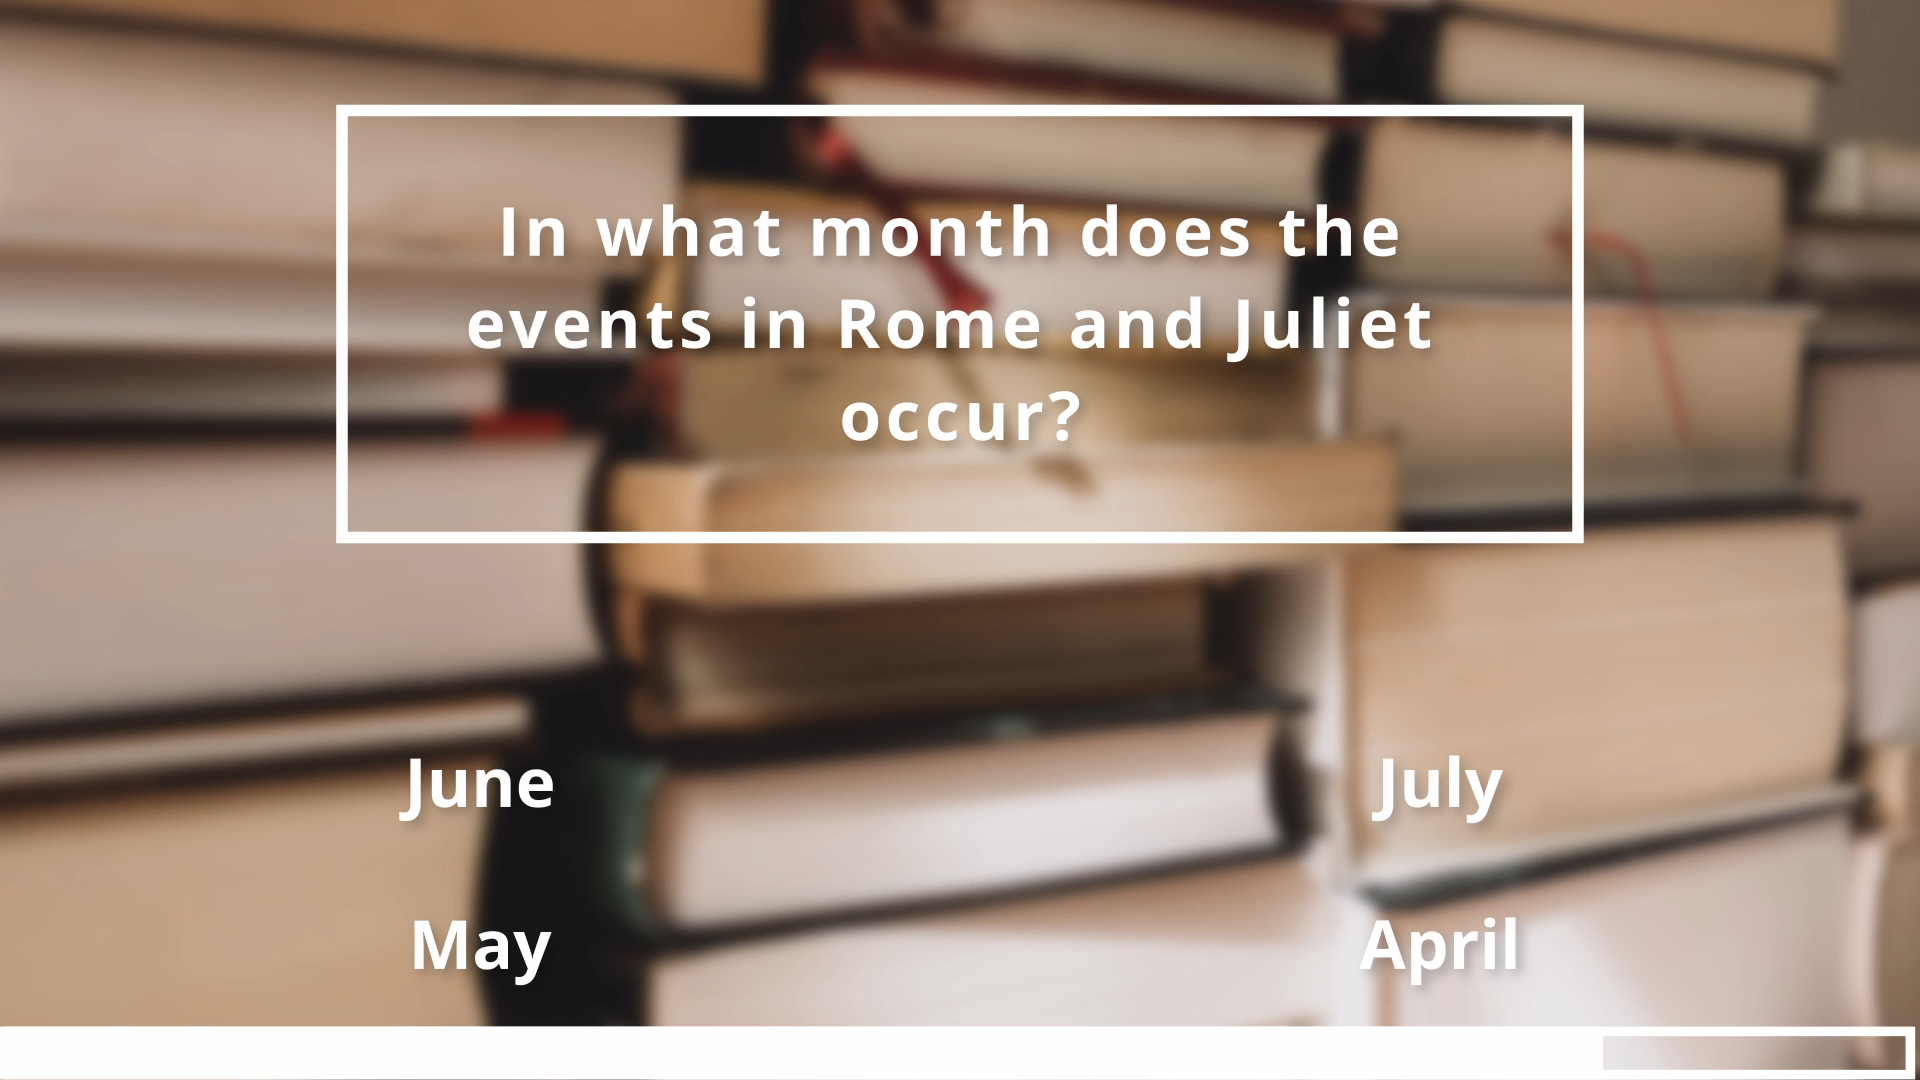 In what month does the
events in Rome and Juliet
occur?
June
July
May
April